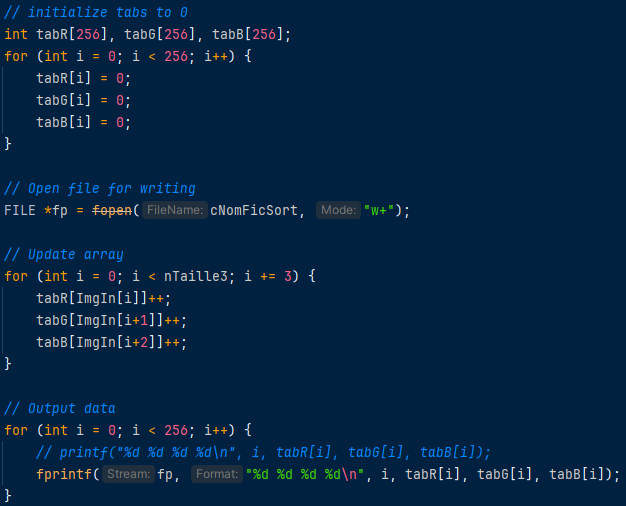 // initialize tabs to 0
int tabR[256], tabG[256], tabB[256];
for (int i = 0; i < 256; i++) {
    tabR[i] = 0;
    tabG[i] = 0;
    tabB[i] = 0;
}

// Open file for writing
FILE *fp = fopen( FileName: cNomFicSort, Mode: "w+");

// Update array
for (int i = 0; i < nTaille3; i += 3) {
    tabR[ImgIn[i]]++;
    tabG[ImgIn[i+1]]++;
    tabB[ImgIn[i+2]]++;
}

// Output data
for (int i = 0; i < 256; i++) {
    // printf("%d %d %d %d\n", i, tabR[i], tabG[i], tabB[i]);
    fprintf( Stream: fp, Format: "%d %d %d %d\n", i, tabR[i], tabG[i], tabB[i]);
}